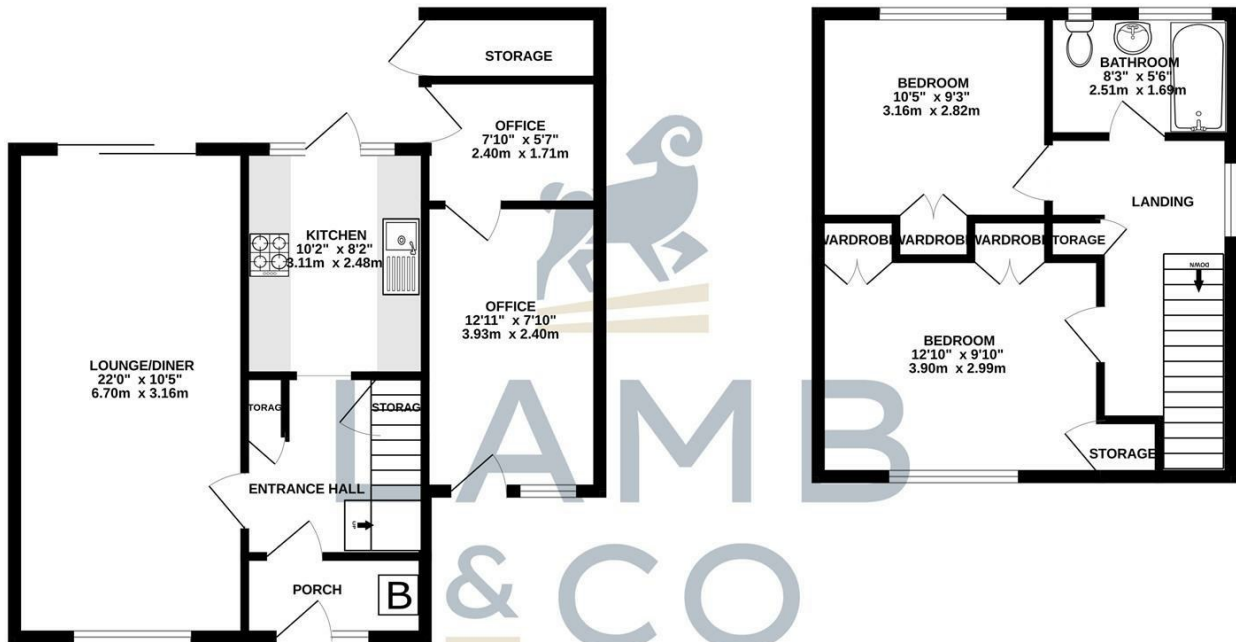 STORAGE
OFFICE
7'10" x 5'7"
2.40m x 1.71m
KITCHEN
10'2" x 8'2"
3.11m x 2.48m
OFFICE
12'11" x 7'10"
3.93m x 2.40m
LOUNGE/DINER
22'0" x 10'5"
6.70m x 3.16m
TORAG
STORAG
ENTRANCE HALL
UP
PORCH
B
BEDROOM
10'5" x 9'3"
3.16m x 2.82m
BATHROOM
8'3" x 5'6"
2.51m x 1.69m
LANDING
WARDROBE
WARDROBE
WARDROBE
TORAGE
DOWN
BEDROOM
12'10" x 9'10"
3.90m x 2.99m
STORAGE
LAMB
& CO